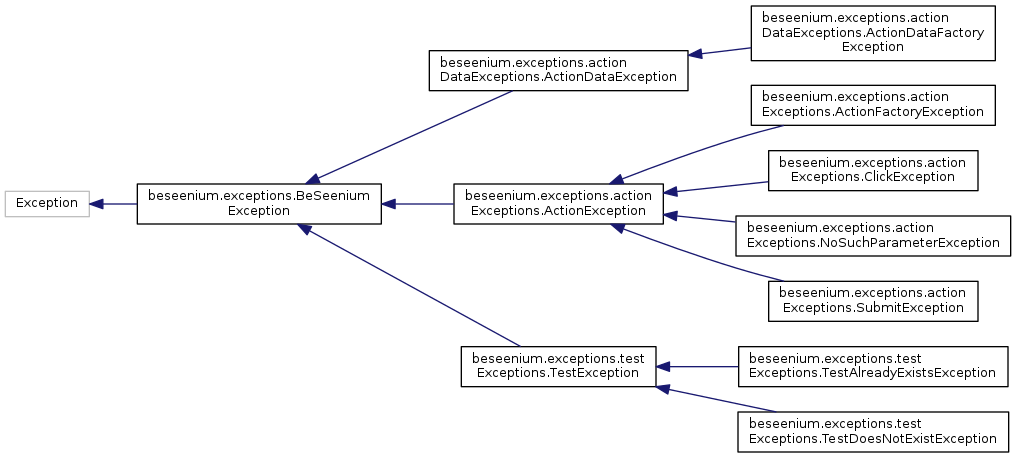 Exception
beseenium.exceptions.BeSeenium
Exception
beseenium.exceptions.action
DataExceptions.ActionDataException
beseenium.exceptions.action
DataExceptions.ActionDataFactory
Exception
beseenium.exceptions.action
Exceptions.ActionException
beseenium.exceptions.action
Exceptions.ActionFactoryException
beseenium.exceptions.action
Exceptions.ClickException
beseenium.exceptions.action
Exceptions.NoSuchParameterException
beseenium.exceptions.action
Exceptions.SubmitException
beseenium.exceptions.test
Exceptions.TestException
beseenium.exceptions.test
Exceptions.TestAlreadyExistsException
beseenium.exceptions.test
Exceptions.TestDoesNotExistException